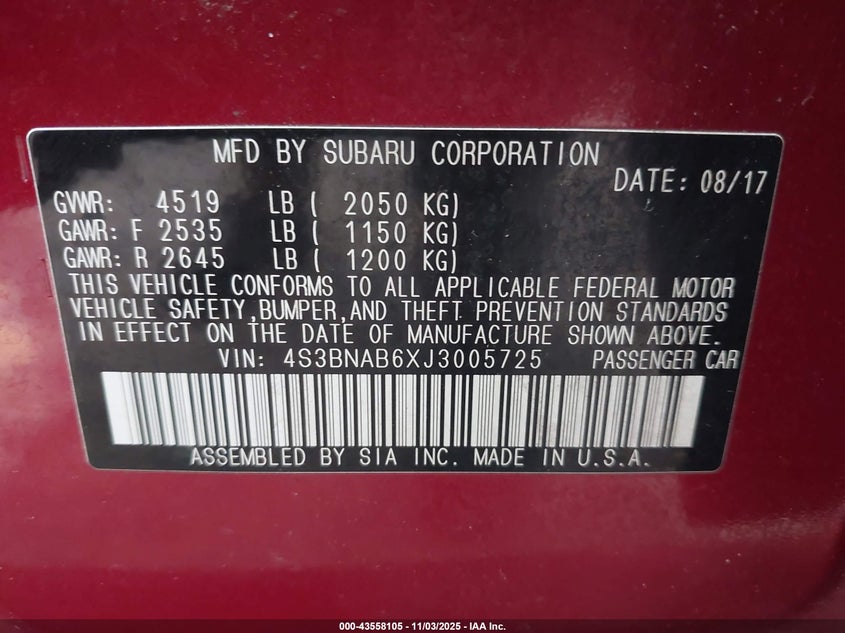 MFD BY SUBARU CORPORATION
DATE: 08/17
GVWR: 4519 LB ( 2050 KG)
GAWR: F 2535 LB ( 1150 KG)
GAWR: R 2645 LB ( 1200 KG)
THIS VEHICLE CONFORMS TO ALL APPLICABLE FEDERAL MOTOR
VEHICLE SAFETY,BUMPER,AND THEFT PREVENTION STANDARDS
IN EFFECT ON THE DATE OF MANUFACTURE SHOWN ABOVE.
VIN: 4S3BNAB6XJ3005725 PASSENGER CAR
ASSEMBLED BY SIA INC. MADE IN U.S.A.
000-43558105 - 11/03/2025 - IAA Inc.